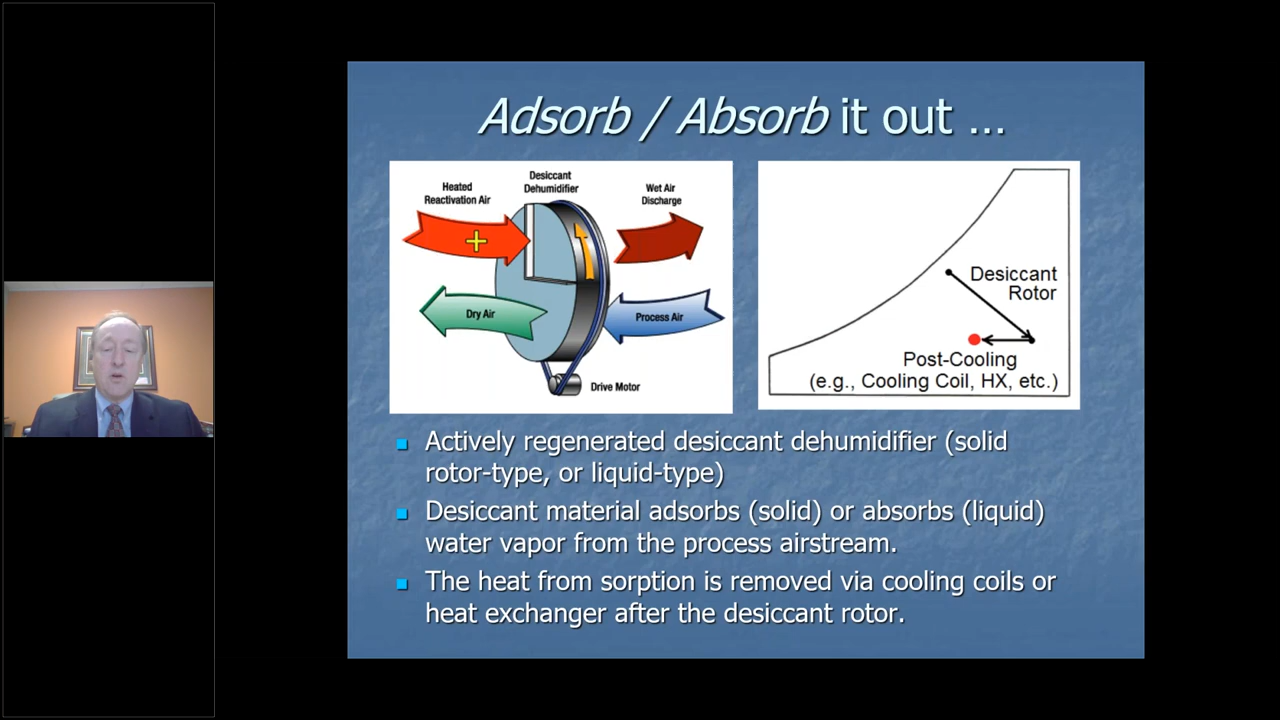 Adsorb / Absorb it out …
Heated
Reactivation Air
Desiccant
Dehumidifier
Wet Air
Discharge
+
Dry Air
Process Air
Drive Motor
Desiccant
Rotor
Post-Cooling
(e.g., Cooling Coil, HX, etc.)
Actively regenerated desiccant dehumidifier (solid
rotor-type, or liquid-type)
Desiccant material adsorbs (solid) or absorbs (liquid)
water vapor from the process airstream.
The heat from sorption is removed via cooling coils or
heat exchanger after the desiccant rotor.